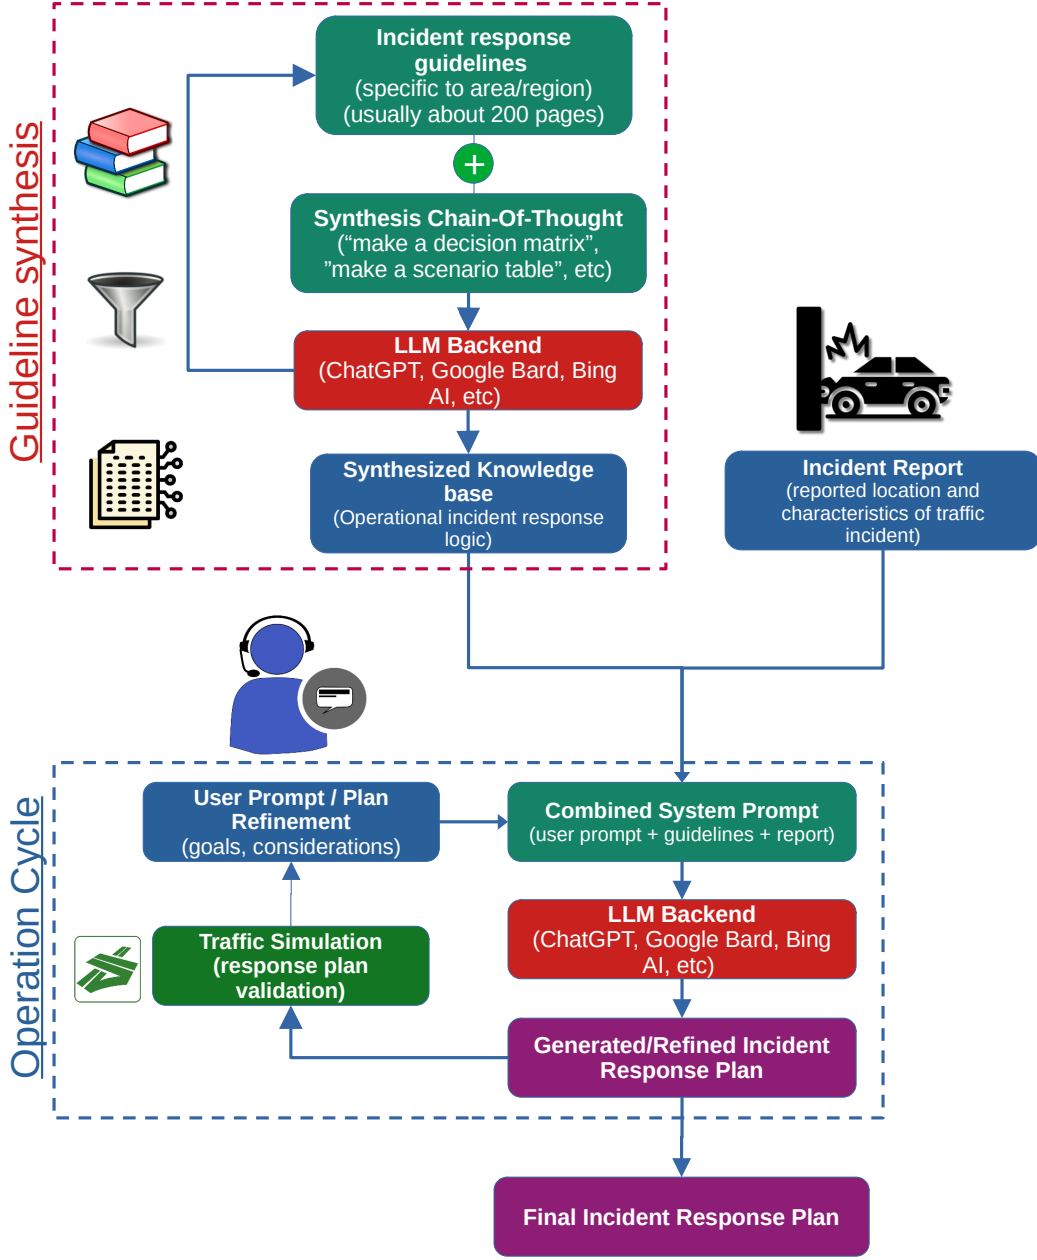 Guideline synthesis
Incident response
guidelines
(specific to area/region)
(usually about 200 pages)
+
Synthesis Chain-Of-Thought
(“make a decision matrix”,
”make a scenario table”, etc)
LLM Backend
(ChatGPT, Google Bard, Bing
AI, etc)
Synthesized Knowledge
base
(Operational incident response
logic)
Incident Report
(reported location and
characteristics of traffic
incident)
Operation Cycle
User Prompt / Plan
Refinement
(goals, considerations)
Combined System Prompt
(user prompt + guidelines + report)
LLM Backend
(ChatGPT, Google Bard, Bing
AI, etc)
Traffic Simulation
(response plan
validation)
Generated/Refined Incident
Response Plan
Final Incident Response Plan